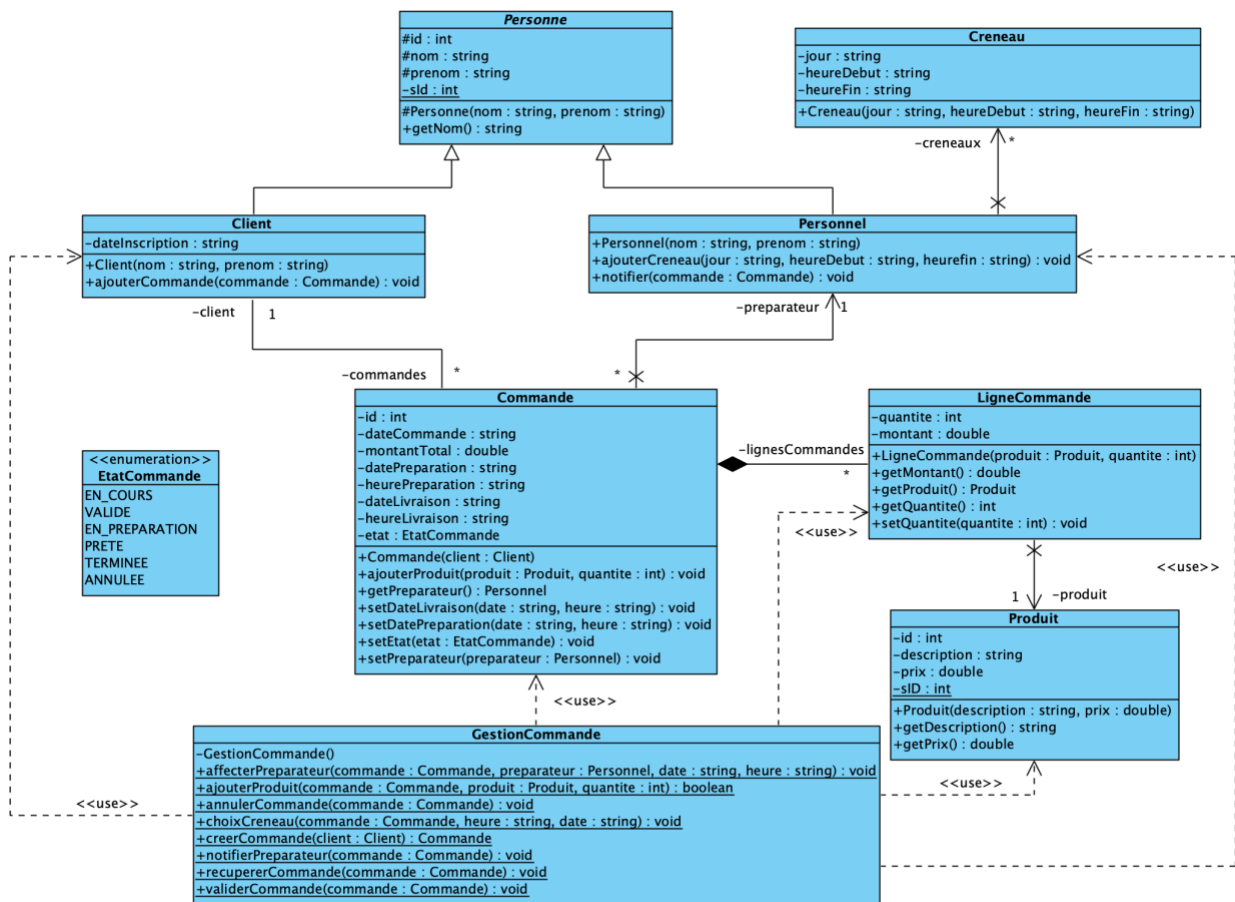 Personne
#id : int
#nom : string
#prenom : string
-sId : int
#Personne(nom : string, prenom : string)
+getNom() : string
Creneau
-jour : string
-heureDebut : string
-heureFin : string
+Creneau(jour : string, heureDebut : string, heureFin : string)
-creneaux
*
Client
-dateInscription : string
+Client(nom : string, prenom : string)
+ajouterCommande(commande : Commande) : void
Personnel
+Personnel(nom : string, prenom : string)
+ajouterCreneau(jour : string, heureDebut : string, heurefin : string) : void
+notifier(commande : Commande) : void
-client
1
-preparateur
1
-commandes
*
*
Commande
-id : int
-dateCommande : string
-montantTotal : double
-datePreparation : string
-heurePreparation : string
-dateLivraison : string
-heureLivraison : string
-etat : EtatCommande
+Commande(client : Client)
+ajouterProduit(produit : Produit, quantite : int) : void
+getPreparateur() : Personnel
+setDateLivraison(date : string, heure : string) : void
+setDatePreparation(date : string, heure : string) : void
+setEtat(etat : EtatCommande) : void
+setPreparateur(preparateur : Personnel) : void
-lignesCommandes
*
LigneCommande
-quantite : int
-montant : double
+LigneCommande(produit : Produit, quantite : int)
+getMontant() : double
+getProduit() : Produit
+getQuantite() : int
+setQuantite(quantite : int) : void
<<enumeration>>
EtatCommande
EN_COURS
VALIDE
EN_PREPARATION
PRETE
TERMINEE
ANNULEE
<<use>>
<<use>>
1
-produit
Produit
-id : int
-description : string
-prix : double
-sID : int
+Produit(description : string, prix : double)
+getDescription() : string
+getPrix() : double
<<use>>
GestionCommande
-GestionCommande()
+affecterPreparateur(commande : Commande, preparateur : Personnel, date : string, heure : string) : void
+ajouterProduit(commande : Commande, produit : Produit, quantite : int) : boolean
+annulerCommande(commande : Commande) : void
+choixCreneau(commande : Commande, heure : string, date : string) : void
+creerCommande(client : Client) : Commande
+notifierPreparateur(commande : Commande) : void
+recupererCommande(commande : Commande) : void
+validerCommande(commande : Commande) : void
<<use>>
<<use>>